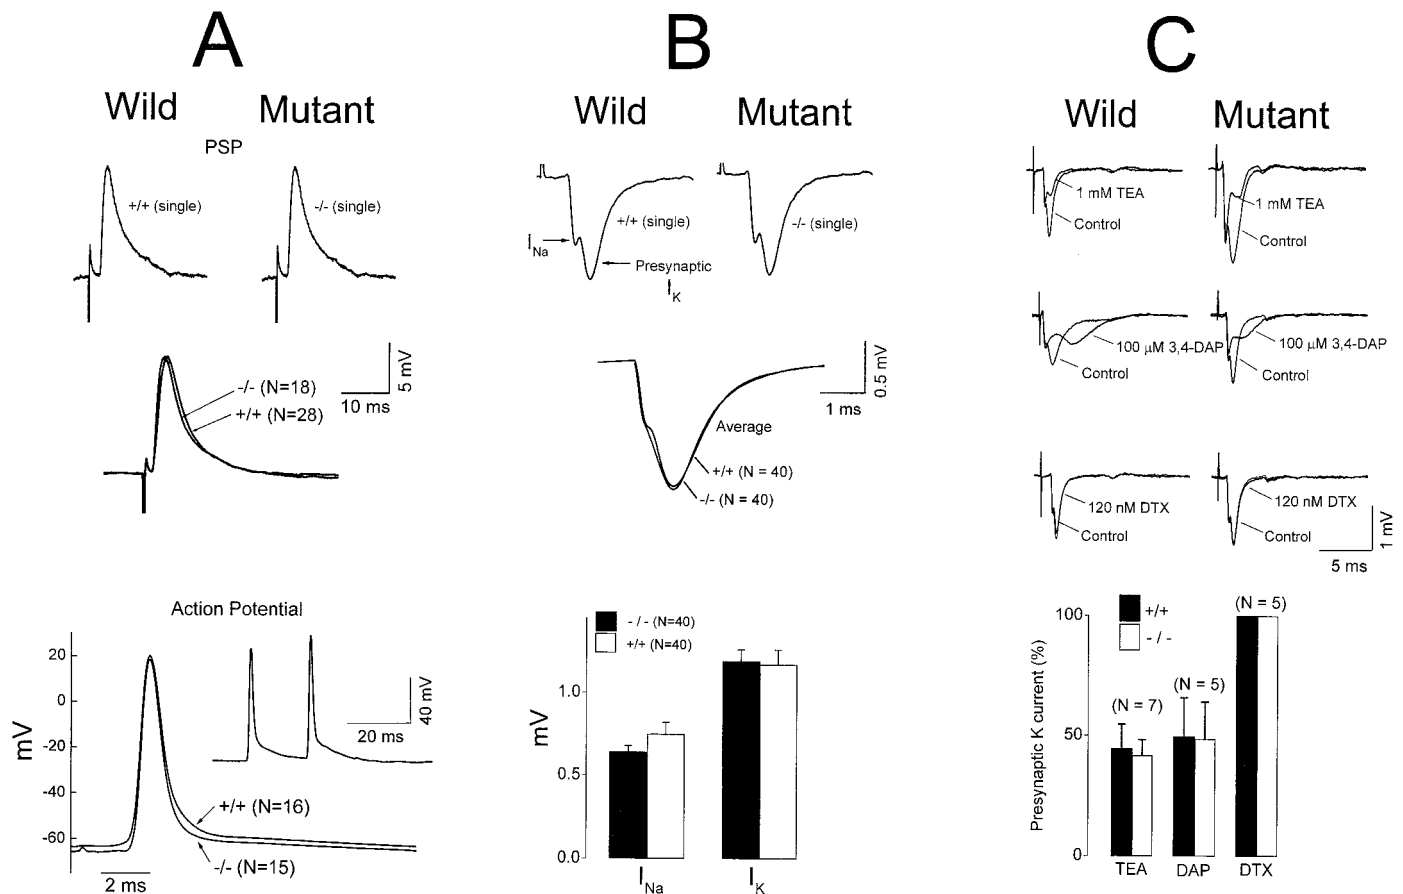 A
Wild
Mutant
PSP
+/+ (single)
-/- (single)
-/- (N=18)
+/+ (N=28)
5 mV
10 ms
Action Potential
mV
20
0
-20
-40
-60
40 mV
20 ms
+/+ (N=16)
-/- (N=15)
2 ms
B
Wild
Mutant
+/+ (single)
-/- (single)
INa
Presynaptic
IK
0.5 mV
1 ms
Average
+/+ (N = 40)
-/- (N = 40)
- / - (N=40)
+/+ (N=40)
mV
1.0
0.5
0.0
INa
IK
C
Wild
Mutant
1 mM TEA
Control
1 mM TEA
Control
100 µM 3,4-DAP
Control
100 µM 3,4-DAP
Control
120 nM DTX
Control
120 nM DTX
Control
1 mV
5 ms
Presynaptic K current (%)
100
50
0
+/+
- / -
(N = 7)
(N = 5)
(N = 5)
TEA
DAP
DTX